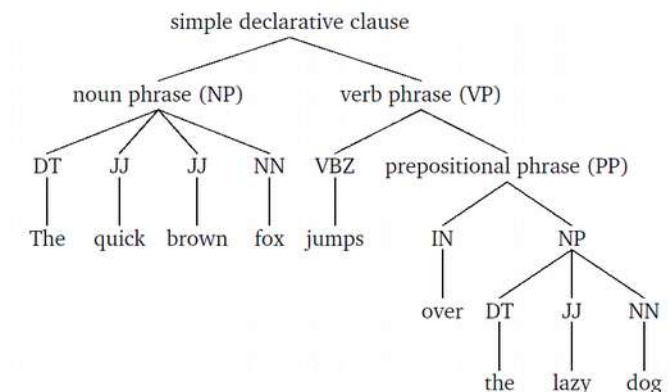 simple declarative clause
noun phrase (NP) verb phrase (VP)
DT JJ JJ NN VBZ prepositional phrase (PP)
The quick brown fox jumps IN NP
over DT JJ NN
the lazy dog